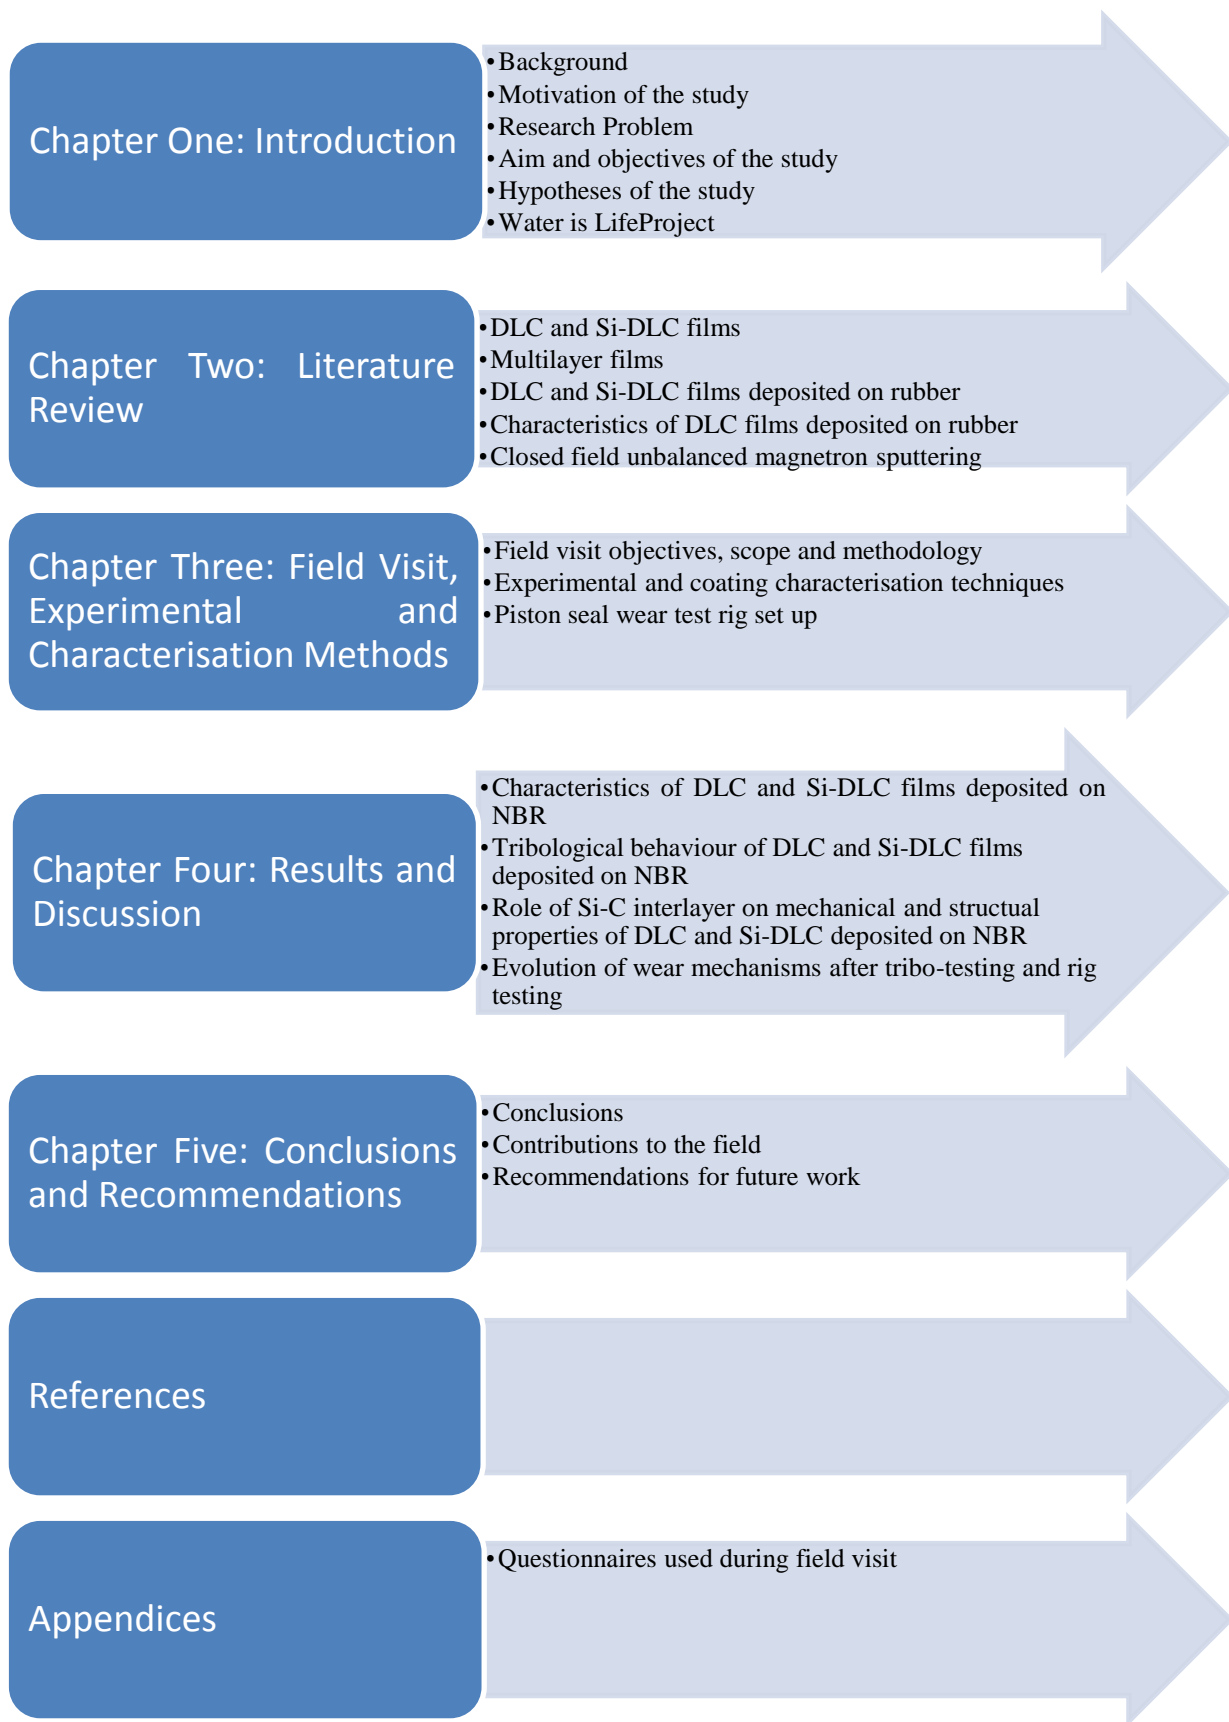 Chapter One: Introduction
•Background
•Motivation of the study
•Research Problem
•Aim and objectives of the study
•Hypotheses of the study
•Water is LifeProject
Chapter Two: Literature
Review
•DLC and Si-DLC films
•Multilayer films
•DLC and Si-DLC films deposited on rubber
•Characteristics of DLC films deposited on rubber
•Closed field unbalanced magnetron sputtering
Chapter Three: Field Visit,
Experimental and
Characterisation Methods
•Field visit objectives, scope and methodology
•Experimental and coating characterisation techniques
•Piston seal wear test rig set up
Chapter Four: Results and
Discussion
•Characteristics of DLC and Si-DLC films deposited on
NBR
•Tribological behaviour of DLC and Si-DLC films
deposited on NBR
•Role of Si-C interlayer on mechanical and structual
properties of DLC and Si-DLC deposited on NBR
•Evolution of wear mechanisms after tribo-testing and rig
testing
Chapter Five: Conclusions
and Recommendations
•Conclusions
•Contributions to the field
•Recommendations for future work
References
Appendices
•Questionnaires used during field visit